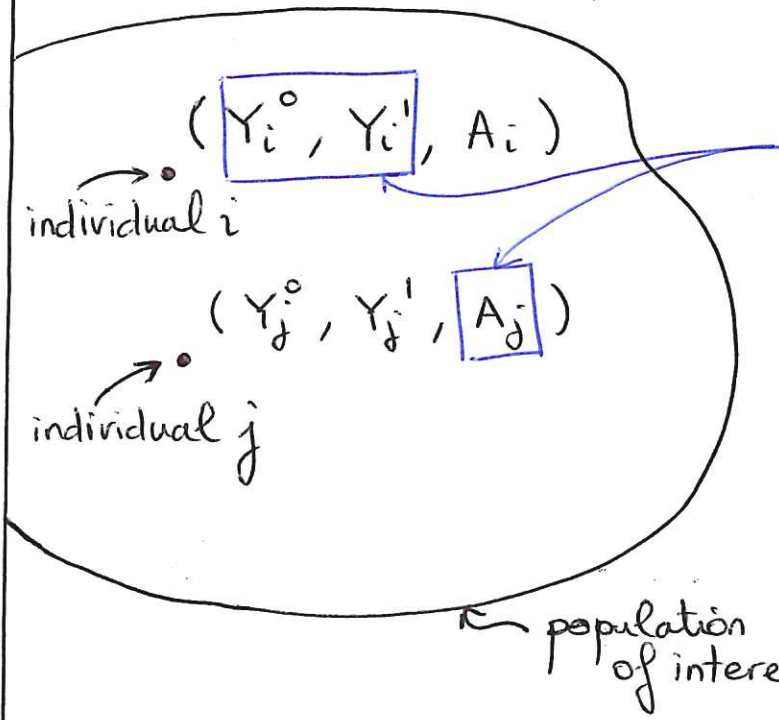 (Y_i^0, Y_i^1, A_i)
individual i
(Y_j^0, Y_j^1, A_j)
individual j
population
of intere